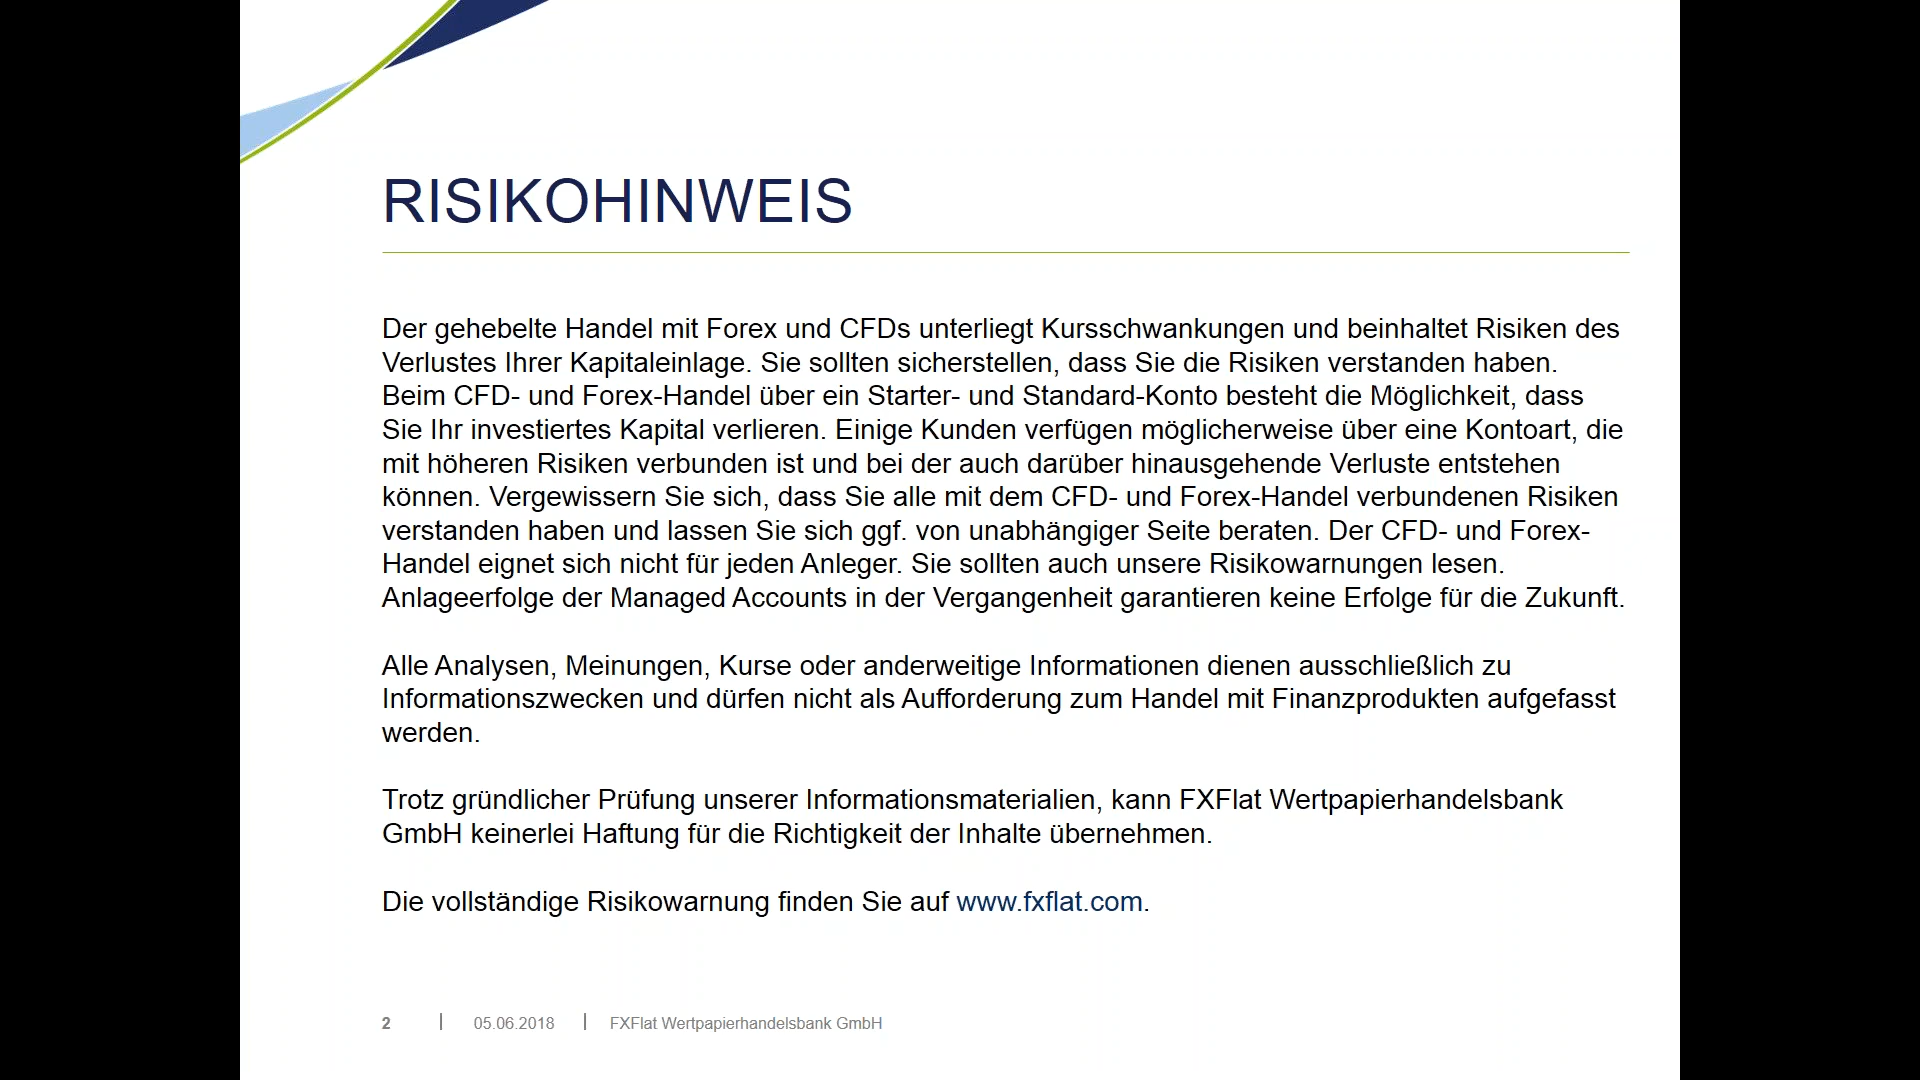 RISIKOHINWEIS
Der gehebelte Handel mit Forex und CFDs unterliegt Kursschwankungen und beinhaltet Risiken des
Verlustes Ihrer Kapitaleinlage. Sie sollten sicherstellen, dass Sie die Risiken verstanden haben.
Beim CFD- und Forex-Handel über ein Starter- und Standard-Konto besteht die Möglichkeit, dass
Sie Ihr investiertes Kapital verlieren. Einige Kunden verfügen möglicherweise über eine Kontoart, die
mit höheren Risiken verbunden ist und bei der auch darüber hinausgehende Verluste entstehen
können. Vergewissern Sie sich, dass Sie alle mit dem CFD- und Forex-Handel verbundenen Risiken
verstanden haben und lassen Sie sich ggf. von unabhängiger Seite beraten. Der CFD- und Forex-
Handel eignet sich nicht für jeden Anleger. Sie sollten auch unsere Risikowarnungen lesen.
Anlageerfolge der Managed Accounts in der Vergangenheit garantieren keine Erfolge für die Zukunft.
Alle Analysen, Meinungen, Kurse oder anderweitige Informationen dienen ausschließlich zu
Informationszwecken und dürfen nicht als Aufforderung zum Handel mit Finanzprodukten aufgefasst
werden.
Trotz gründlicher Prüfung unserer Informationsmaterialien, kann FXFlat Wertpapierhandelsbank
GmbH keinerlei Haftung für die Richtigkeit der Inhalte übernehmen.
Die vollständige Risikowarnung finden Sie auf www.fxflat.com.
2 | 05.06.2018 | FXFlat Wertpapierhandelsbank GmbH